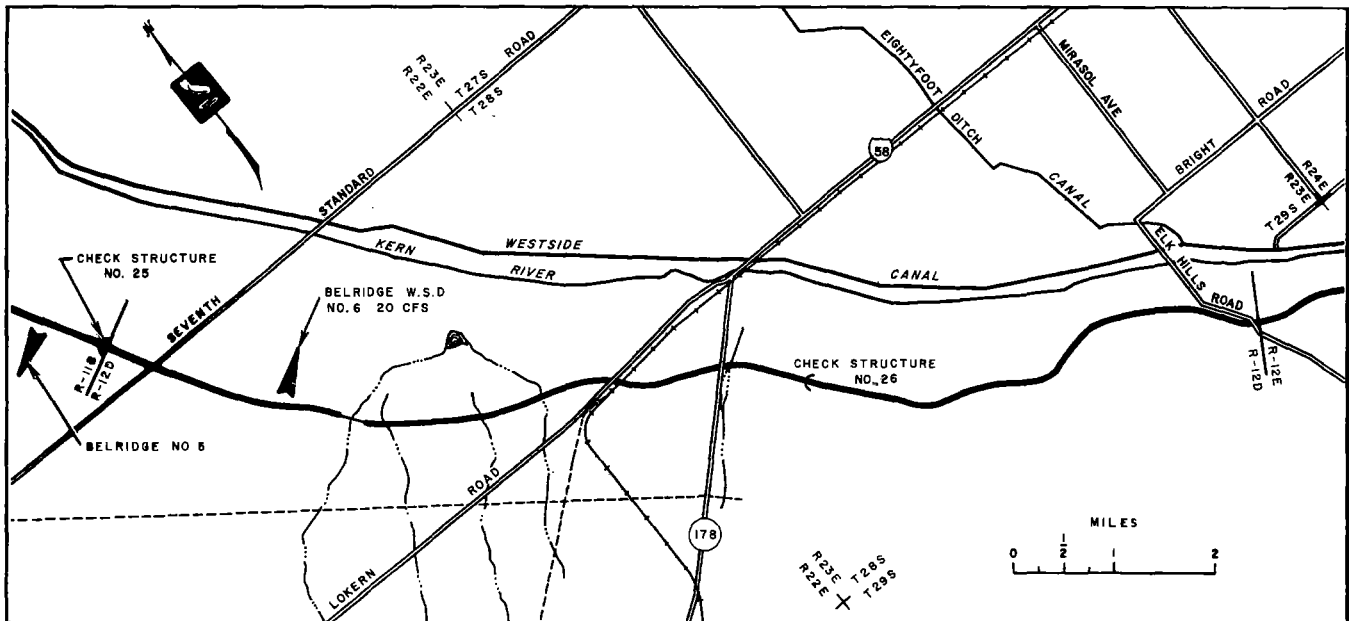 N
R23E
R22E
T27S
T28S
SEVENTH STANDARD ROAD
EIGHTYFOOT DITCH CANAL
MIRASOL AVE
BRIGHT ROAD
58
R24E
R23E
T29S
KERN RIVER
WESTSIDE CANAL
ELK HILLS ROAD
CHECK STRUCTURE
NO. 25
BELRIDGE W.S.D
NO. 6 20 CFS
R-11B
R-12D
CHECK STRUCTURE
NO. 26
R-12E
R-12D
BELRIDGE NO 5
LOKERN ROAD
178
R23E
R22E
T28S
T29S
MILES
0 1/2 1 2